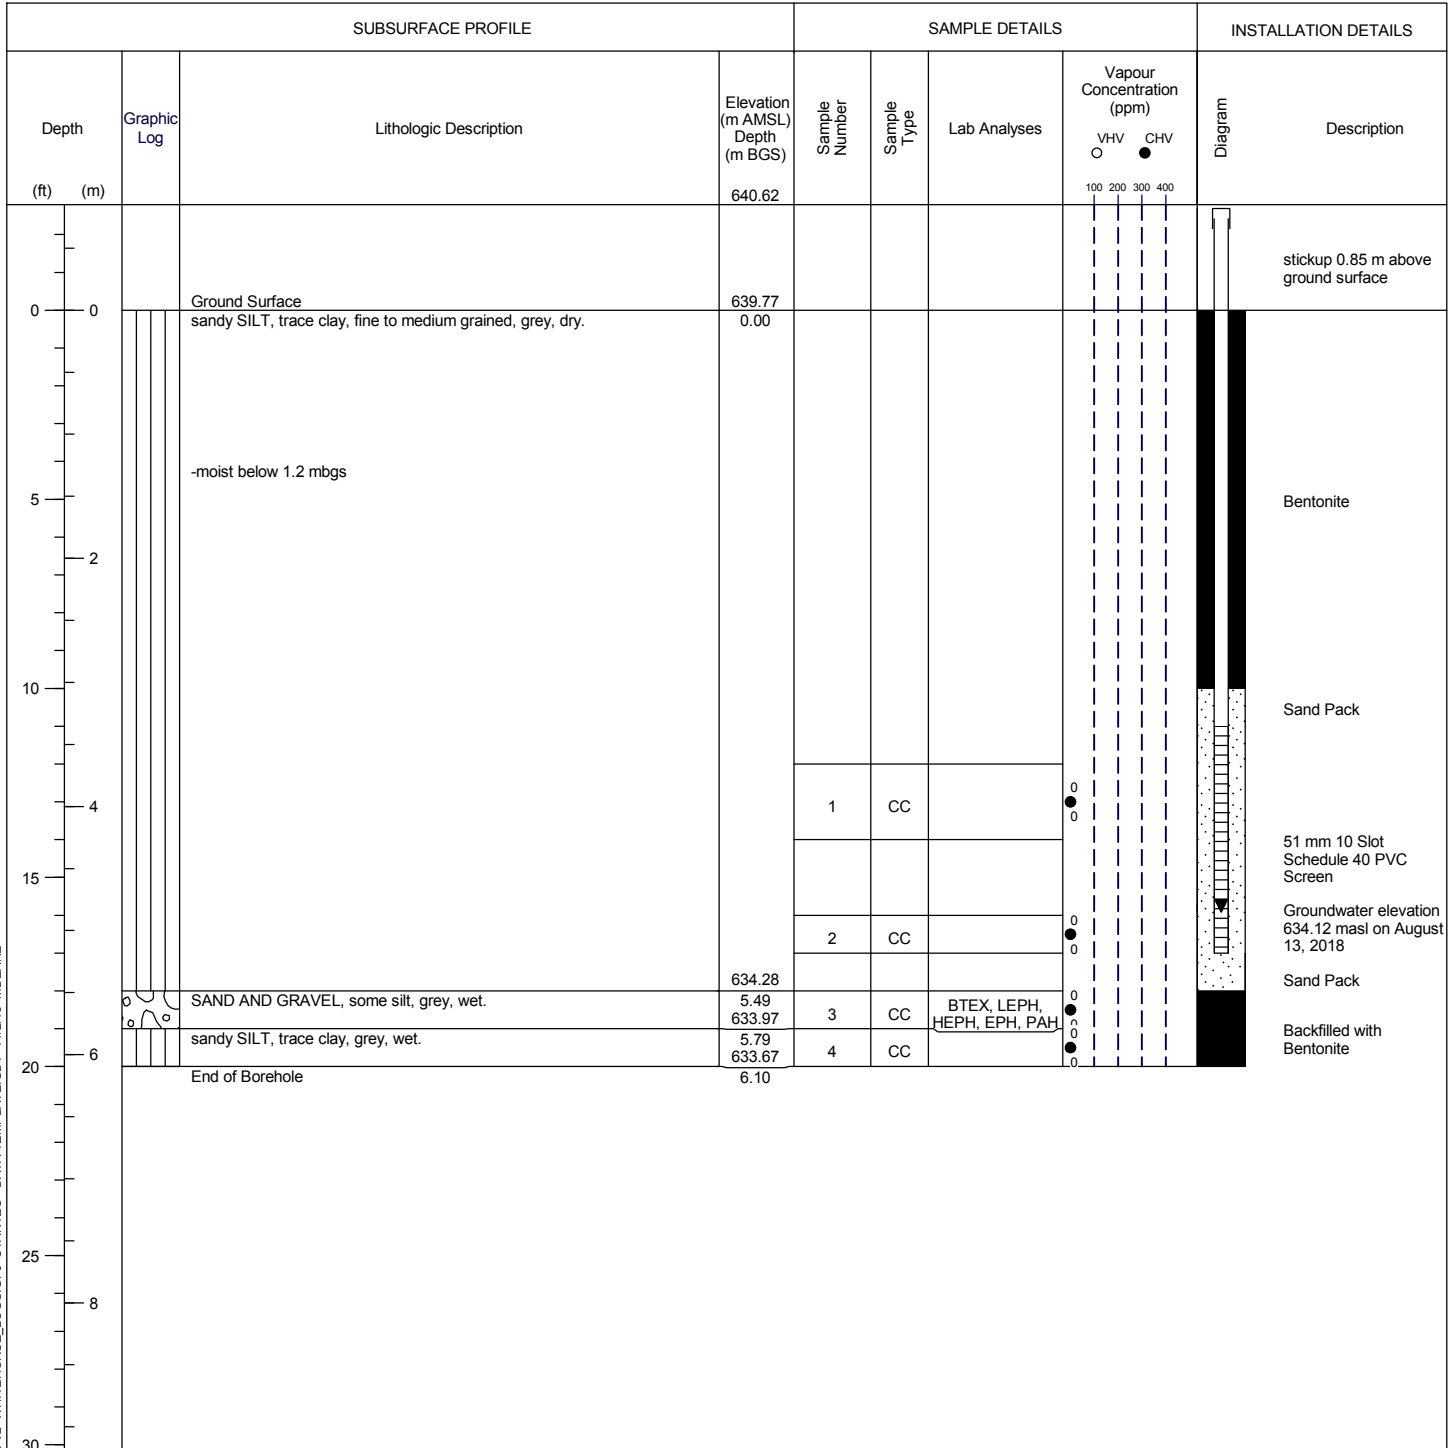 SUBSURFACE PROFILE
SAMPLE DETAILS
INSTALLATION DETAILS
Depth
(ft) (m)
Graphic
Log
Lithologic Description
Elevation
(m AMSL)
Depth
(m BGS)
640.62
Sample
Number
Sample
Type
Lab Analyses
Vapour
Concentration
(ppm)
VHV CHV
100 200 300 400
Diagram
Description
stickup 0.85 m above
ground surface
Ground Surface 639.77
0 0
sandy SILT, trace clay, fine to medium grained, grey, dry. 0.00
-moist below 1.2 mbgs
5
Bentonite
2
10
Sand Pack
4
1 CC
0
0
51 mm 10 Slot
Schedule 40 PVC
Screen
15
Groundwater elevation
634.12 masl on August
13, 2018
2 CC
0
0
634.28
Sand Pack
SAND AND GRAVEL, some silt, grey, wet. 5.49
633.97
3 CC
BTEX, LEPH,
HEPH, EPH, PAH
0
0
sandy SILT, trace clay, grey, wet. 5.79
633.67
6
4 CC
0
0
Backfilled with
Bentonite
20
End of Borehole 6.10
25
8
30